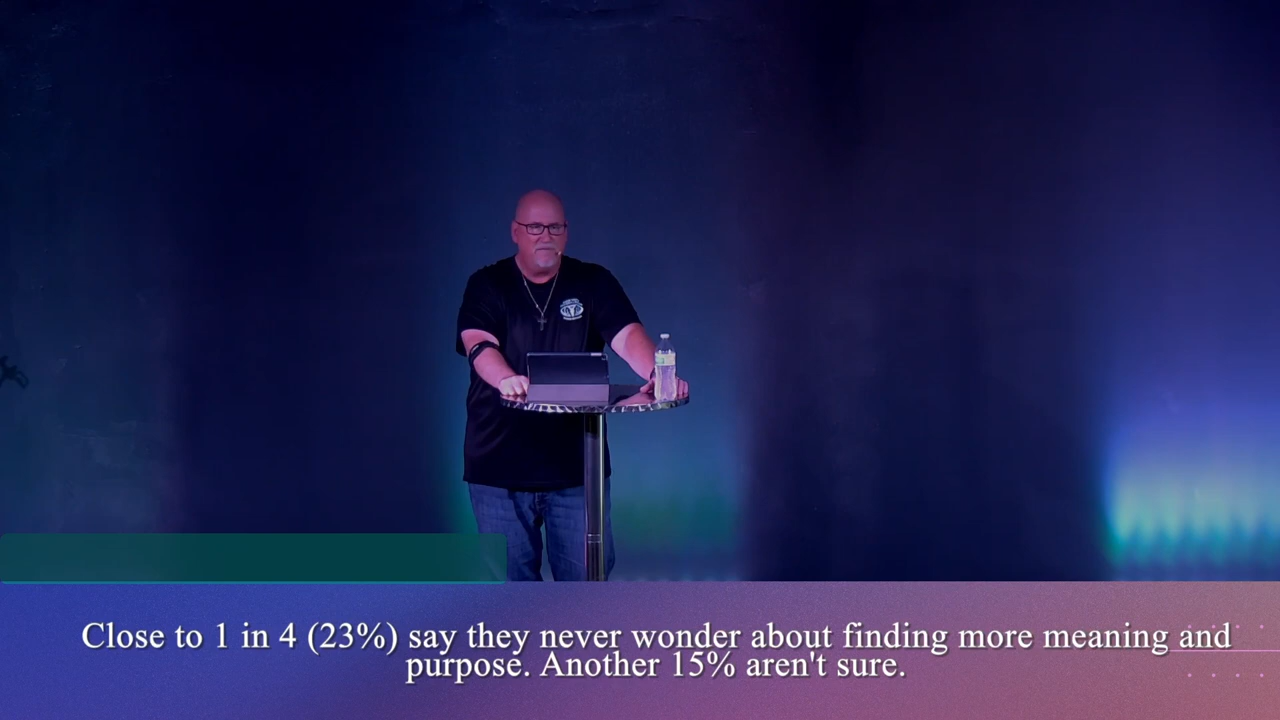 Close to 1 in 4 (23%) say they never wonder about finding more meaning and
purpose. Another 15% aren't sure.